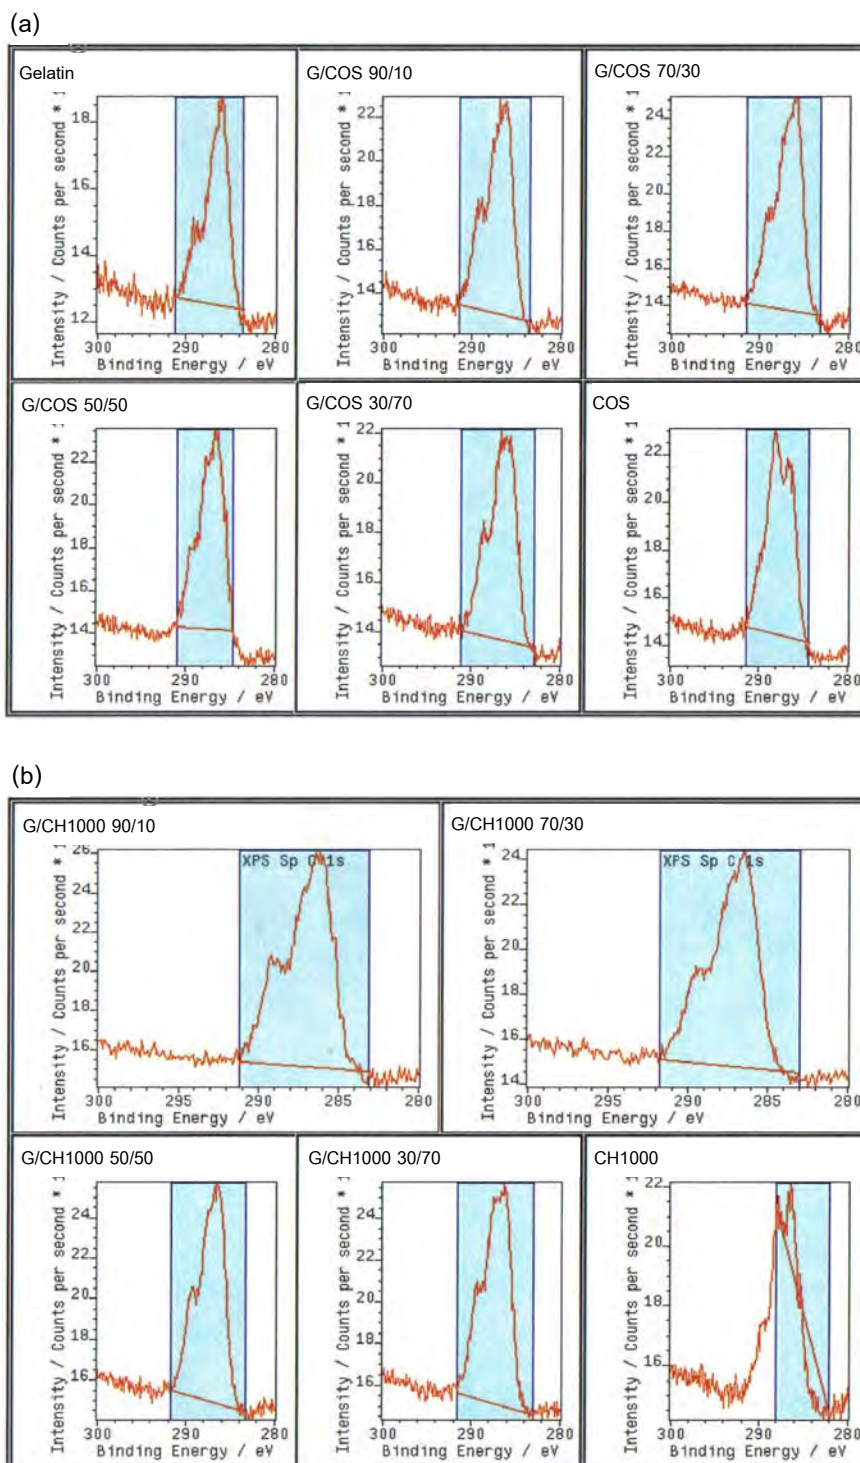 (a)
Gelatin
Intensity / Counts per second * 1
18
16
14
12
300
290
280
Binding Energy / eV
G/COS 90/10
Intensity / Counts per second * 1
22
20
18
16
14
300
290
280
Binding Energy / eV
G/COS 70/30
Intensity / Counts per second * 1
24
22
20
18
16
14
300
290
280
Binding Energy / eV
G/COS 50/50
Intensity / Counts per second * 1
22
20
18
16
14
300
290
280
Binding Energy / eV
G/COS 30/70
Intensity / Counts per second * 1
22
20
18
16
14
300
290
280
Binding Energy / eV
COS
Intensity / Counts per second * 1
22
20
18
16
14
300
290
280
Binding Energy / eV
(b)
G/CH1000 90/10
XPS Sp C 1s
Intensity / Counts per second * 1
26
24
22
20
18
16
300
295
290
285
280
Binding Energy / eV
G/CH1000 70/30
XPS Sp C 1s
Intensity / Counts per second * 1
24
22
20
18
16
14
300
295
290
285
280
Binding Energy / eV
G/CH1000 50/50
Intensity / Counts per second * 1
24
22
20
18
16
300
290
280
Binding Energy / eV
G/CH1000 30/70
Intensity / Counts per second * 1
24
22
20
18
16
300
290
280
Binding Energy / eV
CH1000
Intensity / Counts per second * 1
22
20
18
16
300
290
280
Binding Energy / eV